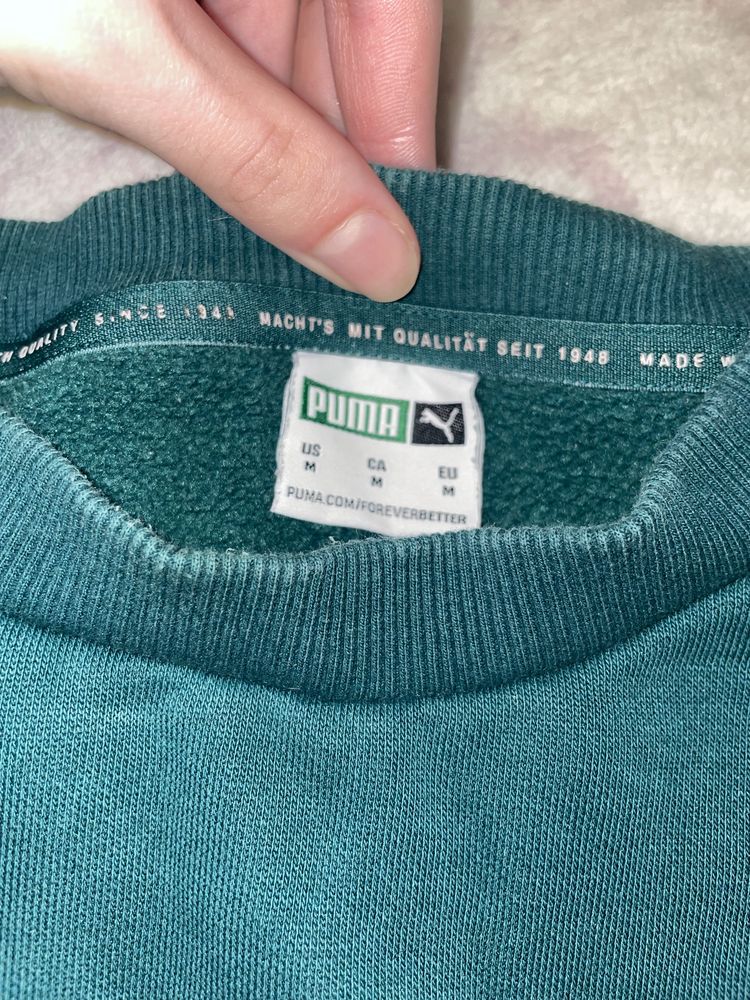 QUALITY SINCE 1948 MACHT'S MIT QUALITÄT SEIT 1948 MADE
PUMA
US CA EU
M M M
PUMA.COM/FOREVERBETTER